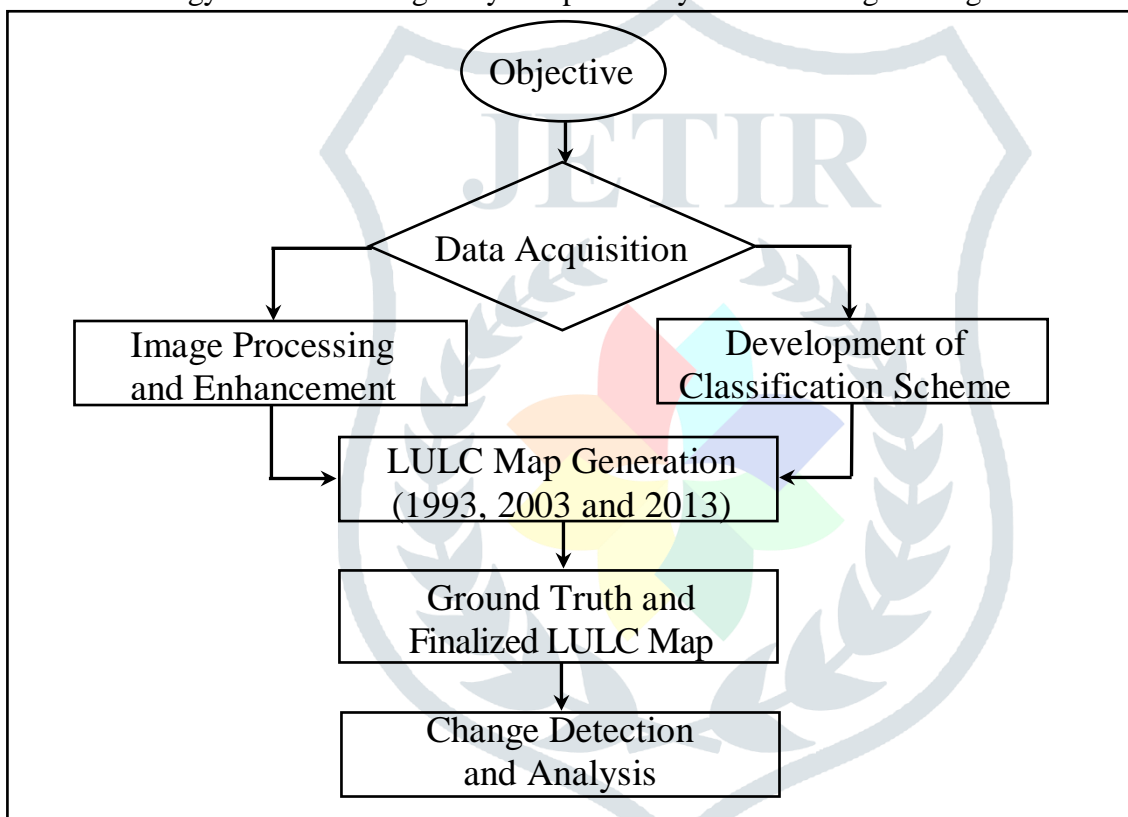 Objective
JETIR
Data Acquisition
Image Processing
and Enhancement
Development of
Classification Scheme
LULC Map Generation
(1993, 2003 and 2013)
Ground Truth and
Finalized LULC Map
Change Detection
and Analysis